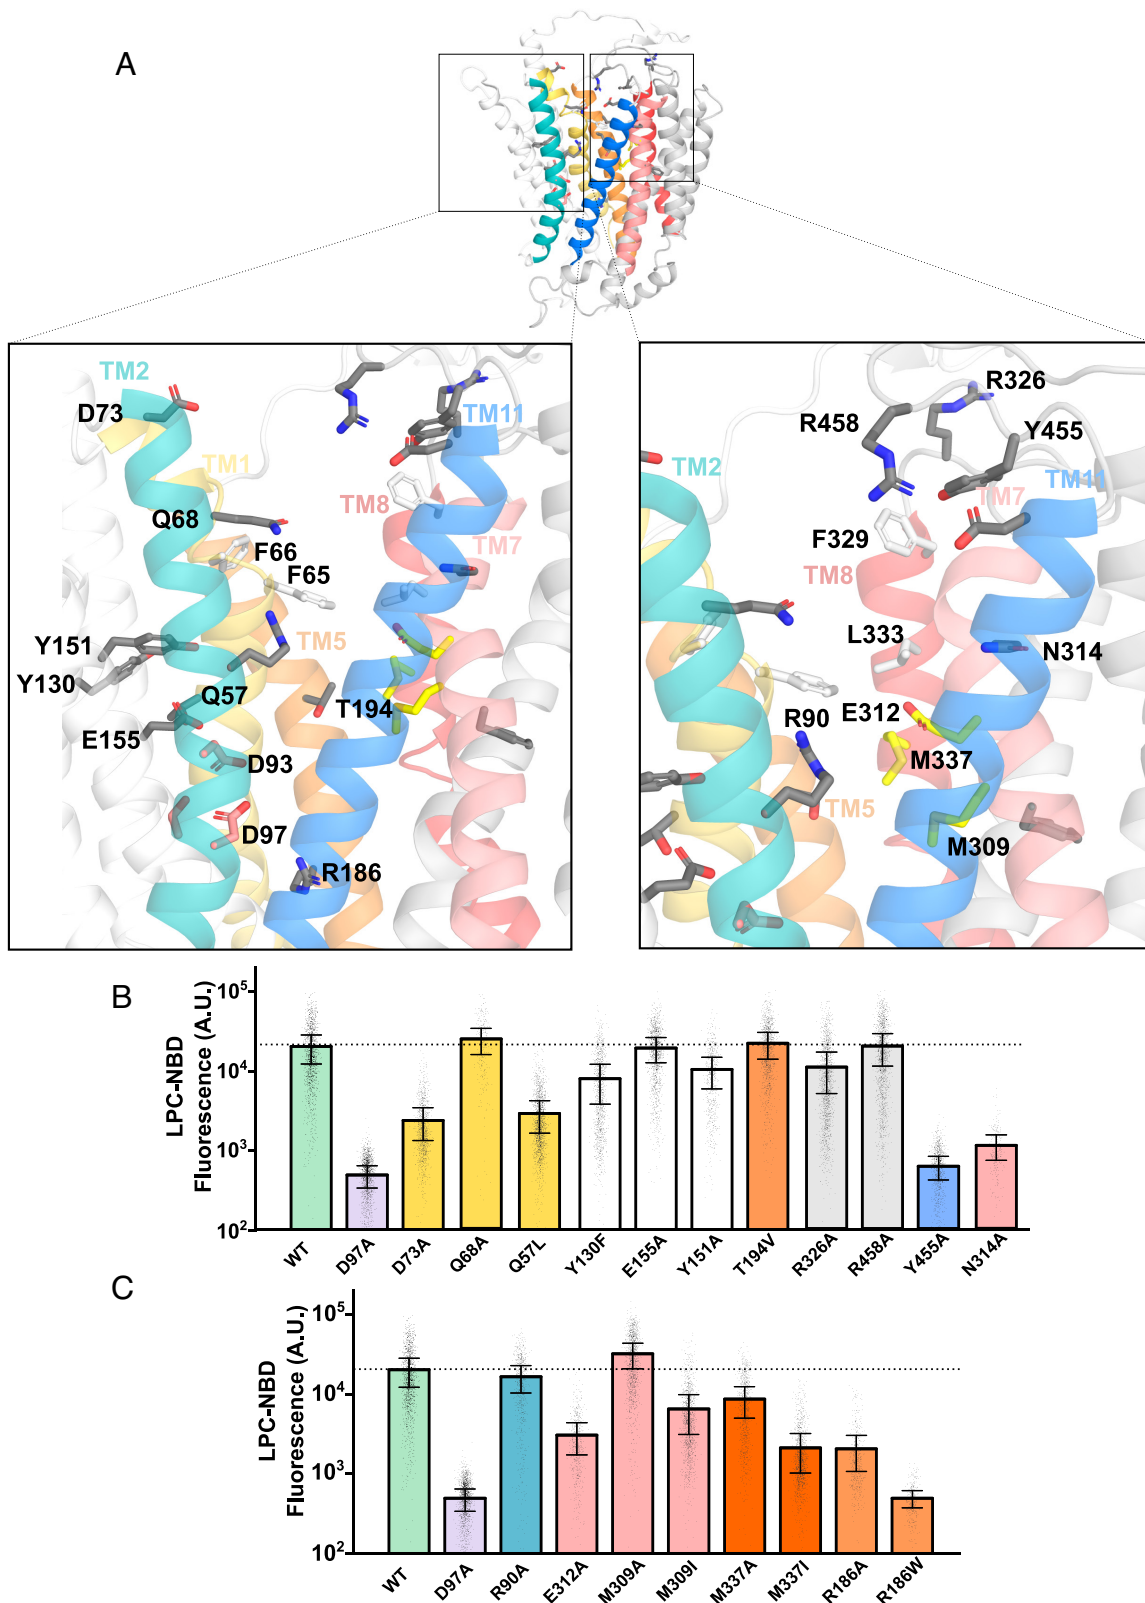 A
TM2
D73
TM11
TM1
Q68
TM8
F66
F65
TM7
Y151
TM5
Y130
Q57
T194
E155
D93
D97
R186
R326
R458
Y455
TM2
TM7
TM11
F329
TM8
L333
N314
R90
E312
M337
TM5
M309
B
LPC-NBD
Fluorescence (A.U.)
10⁵
10⁴
10³
10²
WT
D97A
D73A
Q68A
Q57L
Y130F
E155A
Y151A
T194V
R326A
R458A
Y455A
N314A
C
LPC-NBD
Fluorescence (A.U.)
10⁵
10⁴
10³
10²
WT
D97A
R90A
E312A
M309A
M309I
M337A
M337I
R186A
R186W